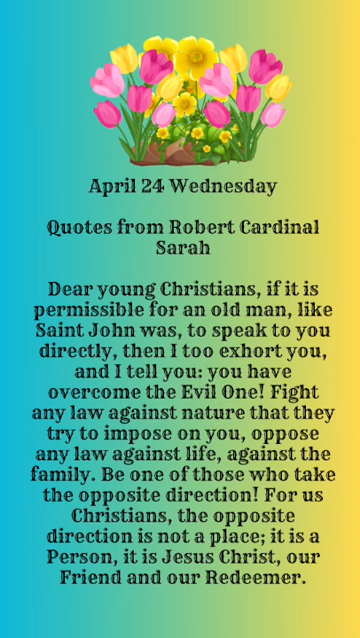 April 24 Wednesday
Quotes from Robert Cardinal
Sarah
Dear young Christians, if it is
permissible for an old man, like
Saint John was, to speak to you
directly, then I too exhort you,
and I tell you: you have
overcome the Evil One! Fight
any law against nature that they
try to impose on you, oppose
any law against life, against the
family. Be one of those who take
the opposite direction! For us
Christians, the opposite
direction is not a place; it is a
Person, it is Jesus Christ, our
Friend and our Redeemer.